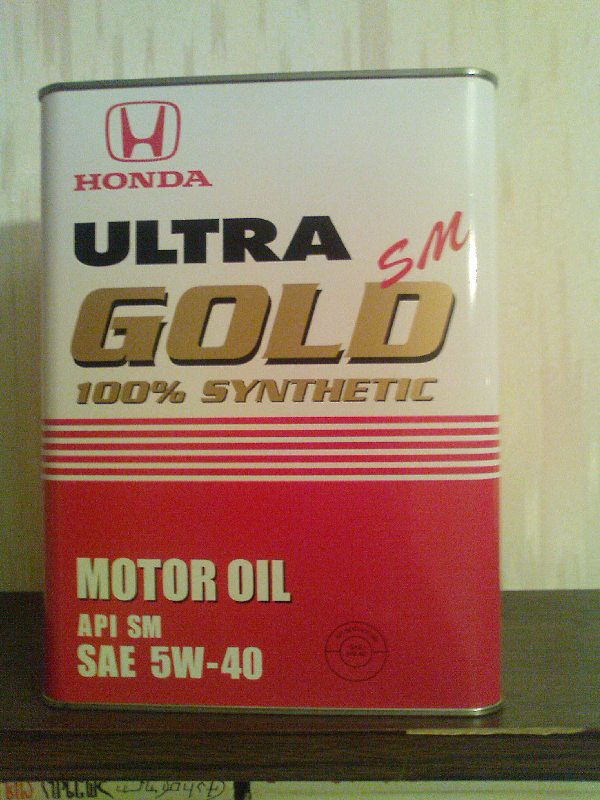 HONDA
ULTRA
SM
GOLD
100% SYNTHETIC
MOTOR OIL
API SM
SAE 5W-40